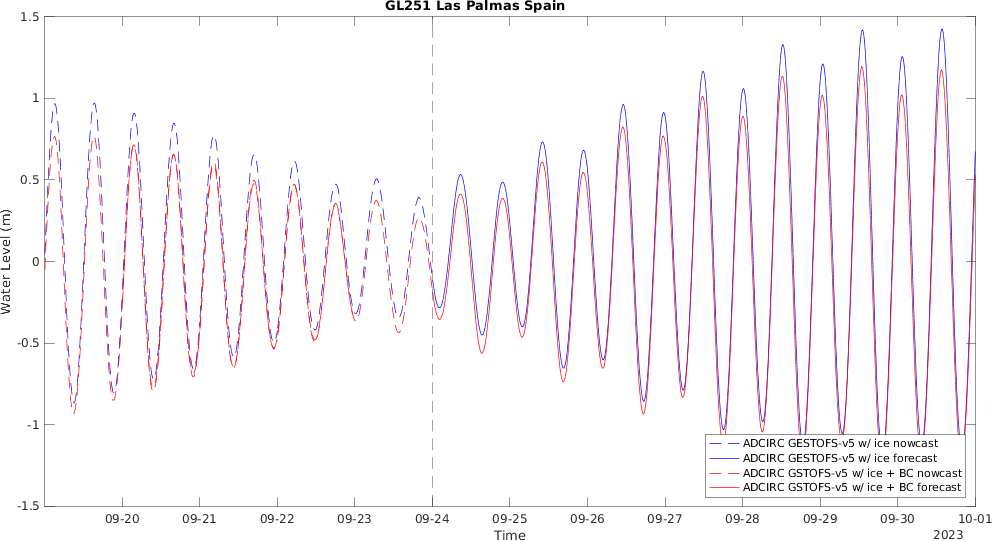 GL251 Las Palmas Spain
1.5
1
0.5
0
-0.5
-1
-1.5
Water Level (m)
ADCIRC GESTOFS-v5 w/ ice nowcast
ADCIRC GESTOFS-v5 w/ ice forecast
ADCIRC GSTOFS-v5 w/ ice + BC nowcast
ADCIRC GSTOFS-v5 w/ ice + BC forecast
09-20 09-21 09-22 09-23 09-24 09-25 09-26 09-27 09-28 09-29 09-30 10-01
Time
2023